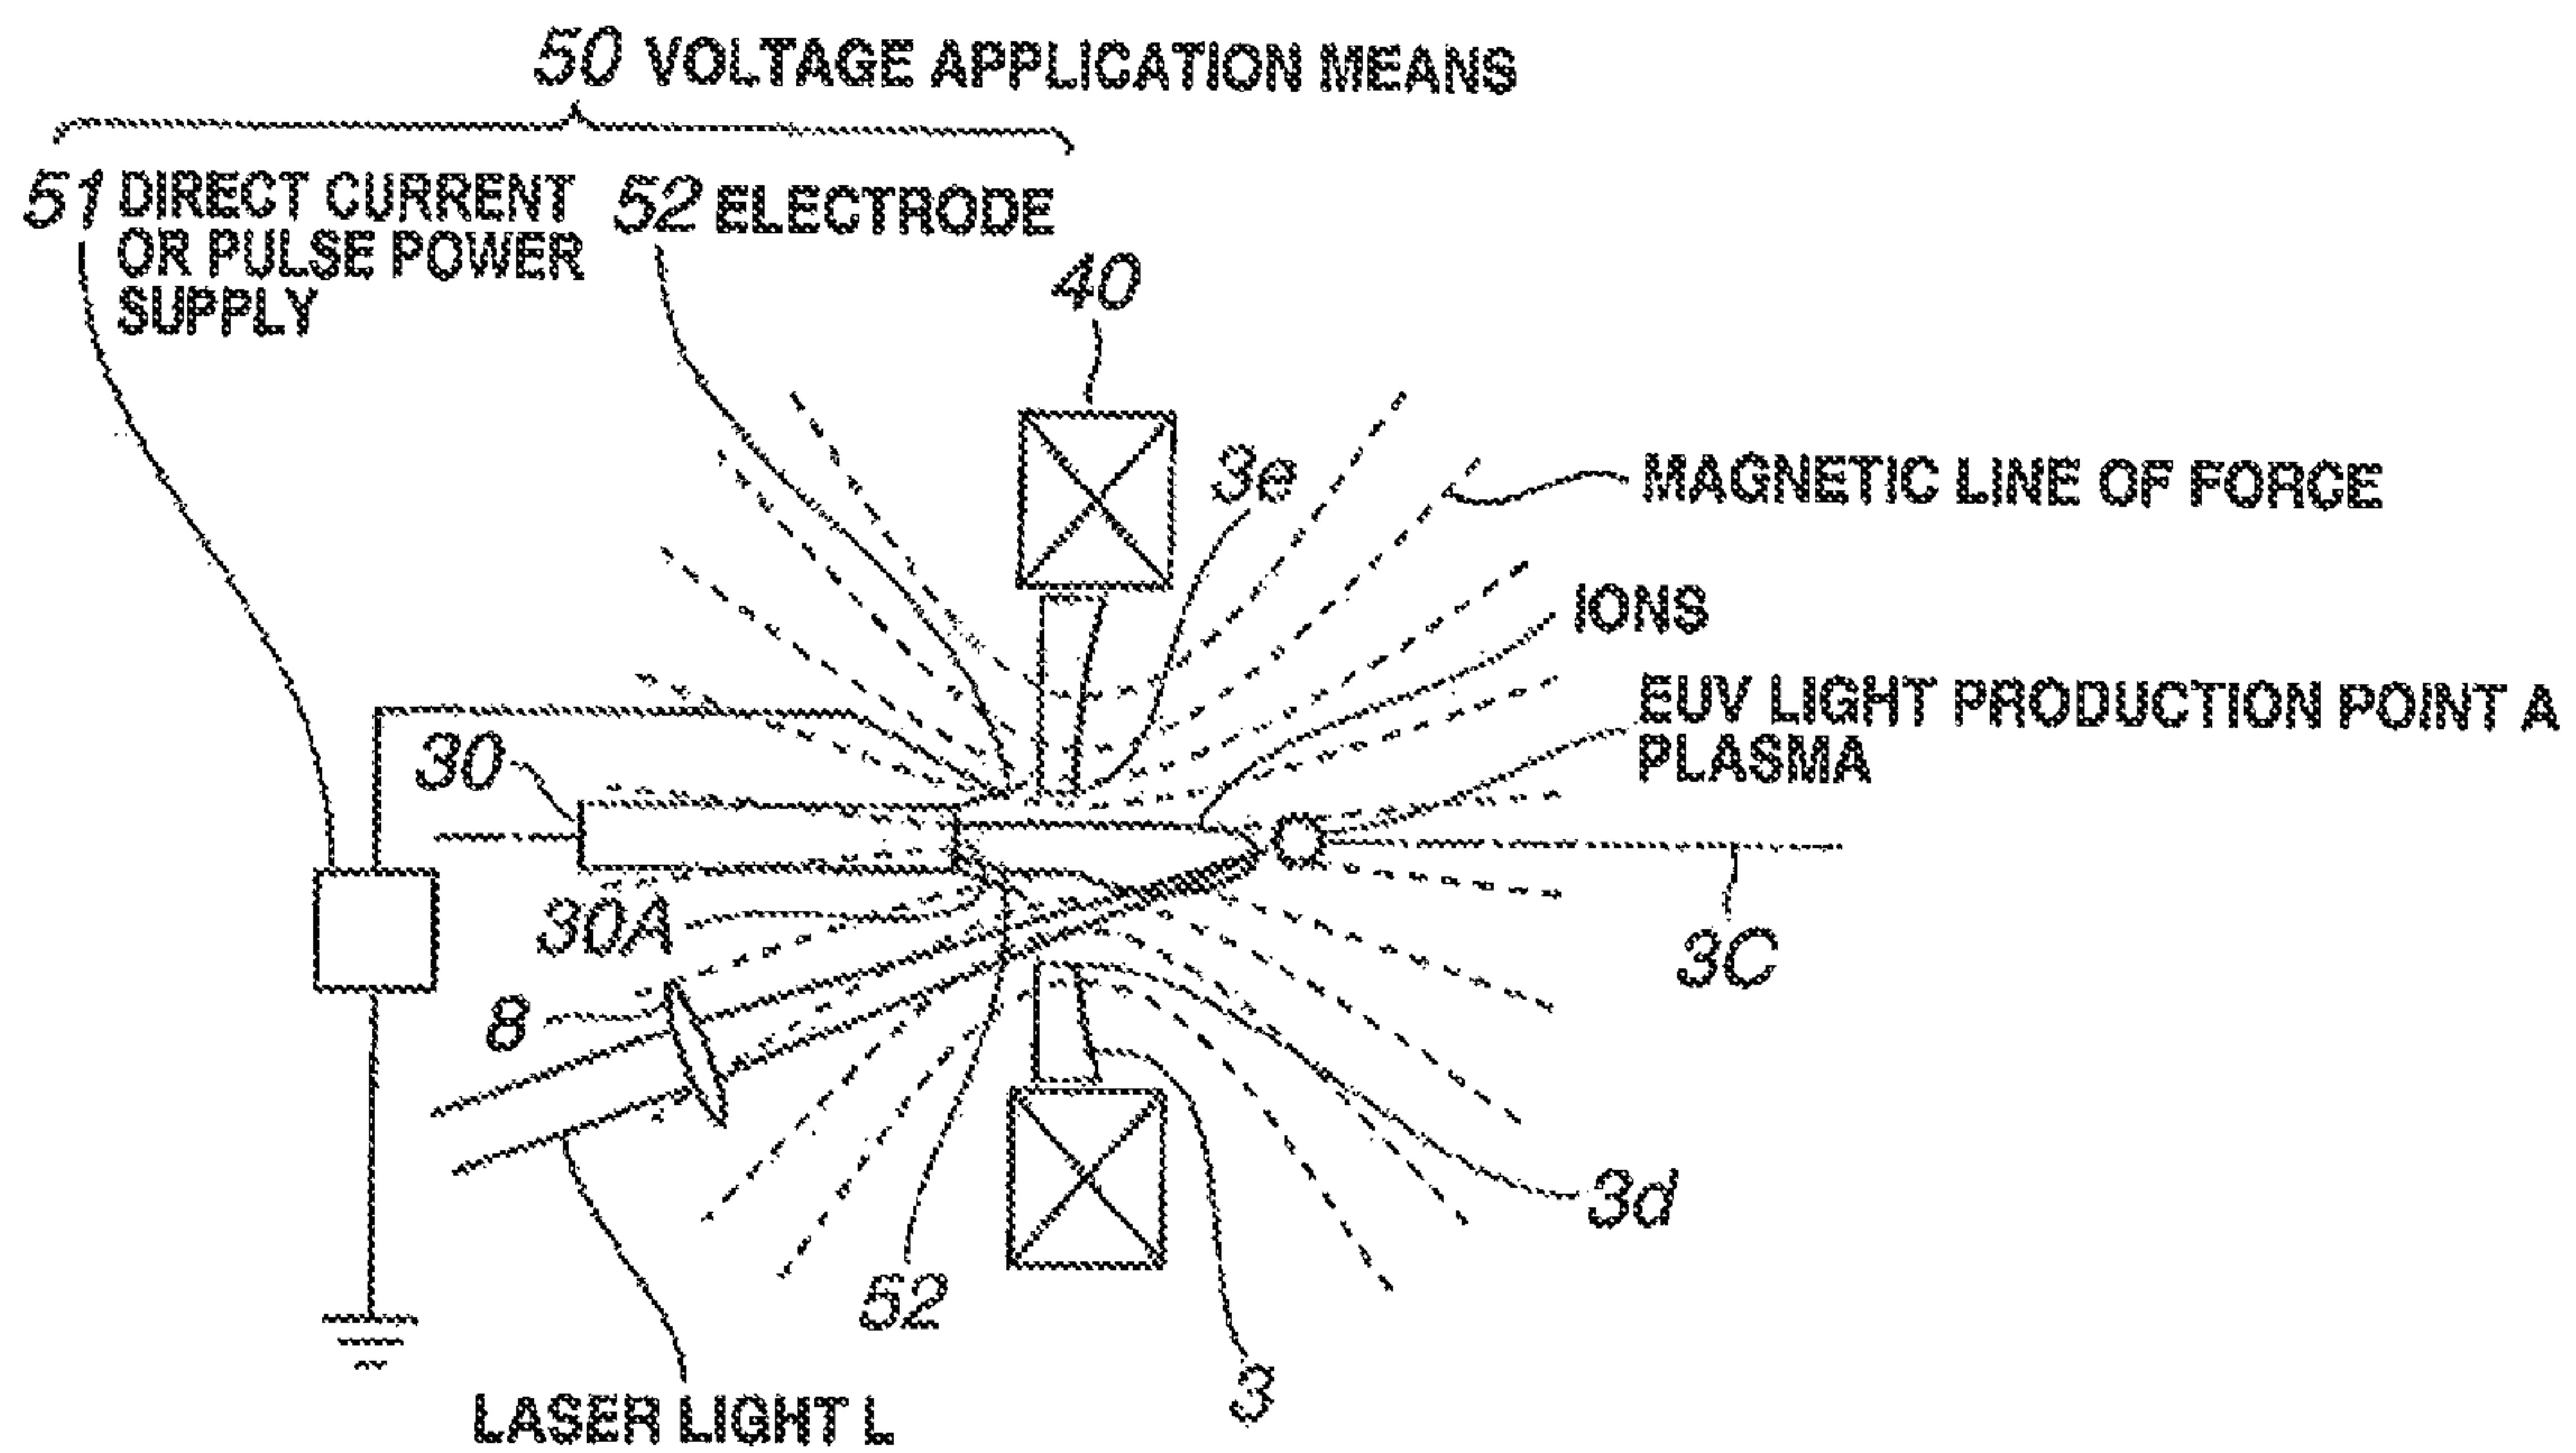 50 VOLTAGE APPLICATION MEANS
51 DIRECT CURRENT
OR PULSE POWER
SUPPLY
52 ELECTRODE
40
3e
MAGNETIC LINE OF FORCE
IONS
EUV LIGHT PRODUCTION POINT A
PLASMA
30
30A
3C
8
3d
52
3
LASER LIGHT L